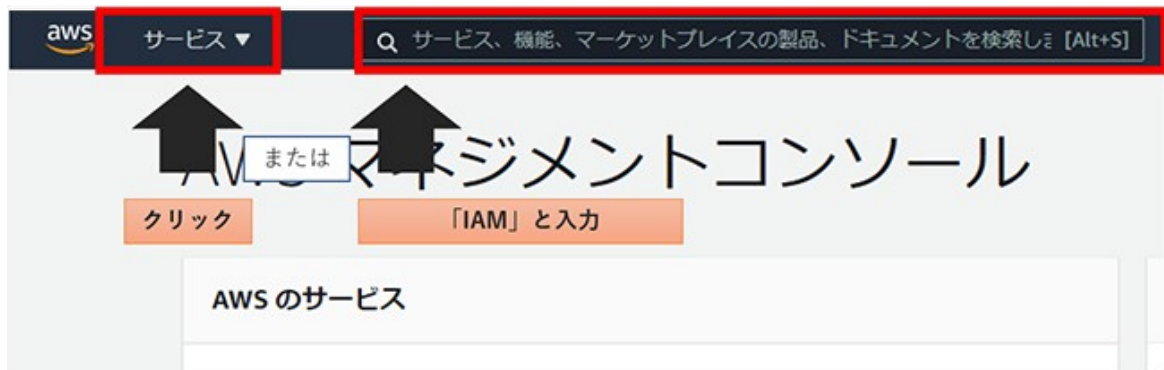 aws サービス ▼ サービス、機能、マーケットプレイスの製品、ドキュメントを検索しま [Alt+S]
または
マネジメントコンソール
クリック 「IAM」と入力
AWS のサービス